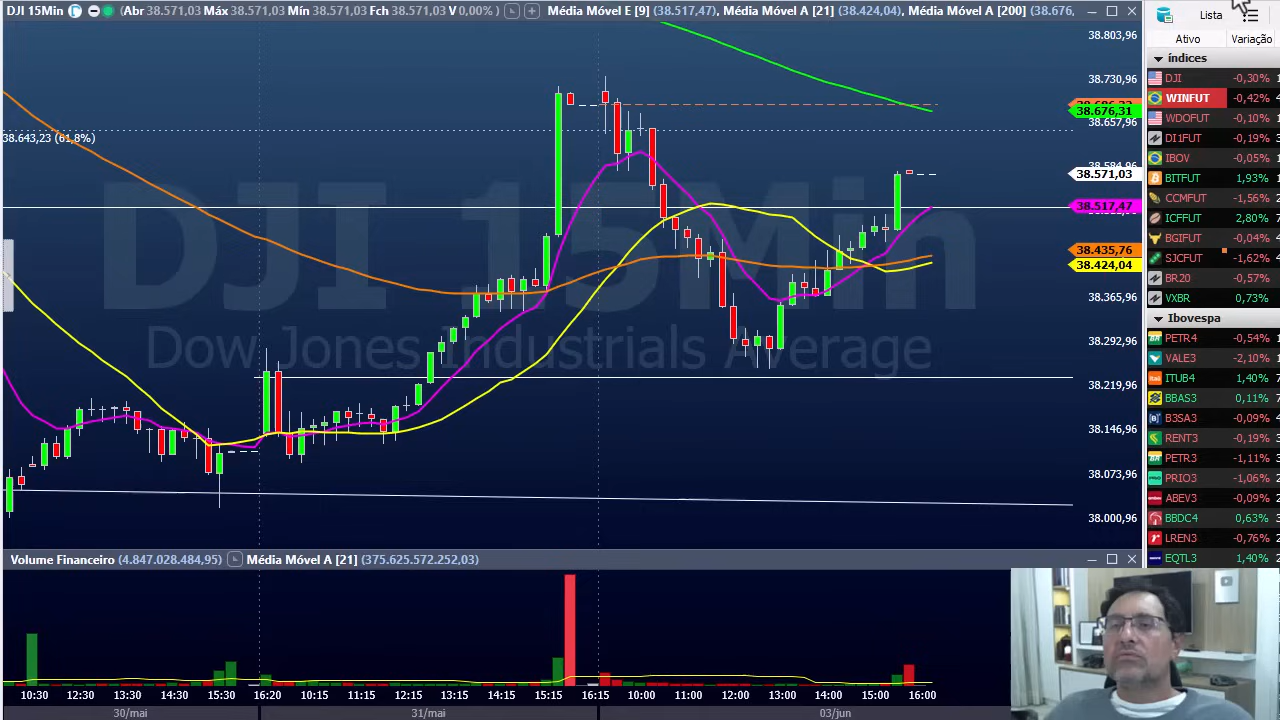 DJI 15Min (Abr 38.571,03 Máx 38.571,03 Mín 38.571,03 Fch 38.571,03 V 0.00% ) Média Móvel E [9] (38.517,47), Média Móvel A [21] (38.424,04), Média Móvel A [200] (38.676,
38.803,96
38.730,96
38.676,31
38.657,96
38.643,23 (61.8%)
38.571,03
38.517,47
38.435,76
38.424,04
38.365,96
38.292,96
38.219,96
38.146,96
38.073,96
38.000,96
DJI 15Min
Dow Jones Industrials Average
Volume Financeiro (4.847.028.484,95) Média Móvel A [21] (375.625.572.252,03)
10:30 12:30 13:30 14:30 15:30 16:20 10:15 11:15 12:15 13:15 14:15 15:15 16:15 10:00 11:00 12:00 13:00 14:00 15:00 16:00
30/mai 31/mai 03/jun
Lista
Ativo Variação
índices
DJI -0,30%
WINFUT -0,42%
WDOFUT -0,10%
DI1FUT -0,19%
IBOV -0,05%
BITFUT 1,93%
CCMFUT -1,56%
ICFFUT 2,80%
BGIFUT -0,04%
SJCFUT -1,62%
BR20 -0,57%
VXBR 0,73%
Ibovespa
PETR4 -0,54%
VALE3 -2,10%
ITUB4 1,40%
BBAS3 0,11%
B3SA3 -0,09%
RENT3 -0,19%
PETR3 -1,11%
PRIO3 -1,06%
ABEV3 -0,09%
BBDC4 0,63%
LREN3 -0,76%
EQTL3 1,40%